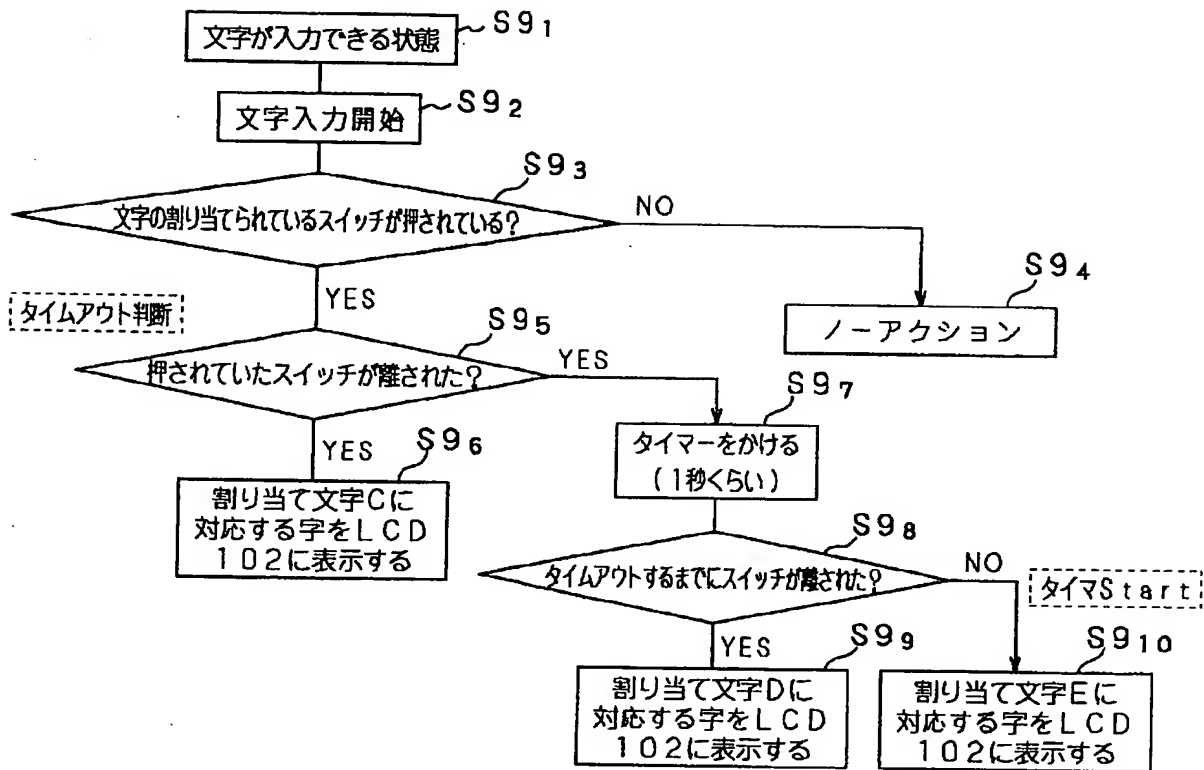 文字が入力できる状態
S9₁
文字入力開始
S9₂
S9₃
文字の割り当てられているスイッチが押されている?
NO
S9₄
ノーアクション
YES
タイムアウト判断
S9₅
押されていたスイッチが離された?
YES
S9₇
タイマーをかける
(1秒くらい)
YES
S9₆
割り当て文字Cに
対応する字をLCD
102に表示する
S9₈
タイムアウトするまでにスイッチが離された?
NO
タイマStart
YES
S9₉
割り当て文字Dに
対応する字をLCD
102に表示する
S9₁₀
割り当て文字Eに
対応する字をLCD
102に表示する